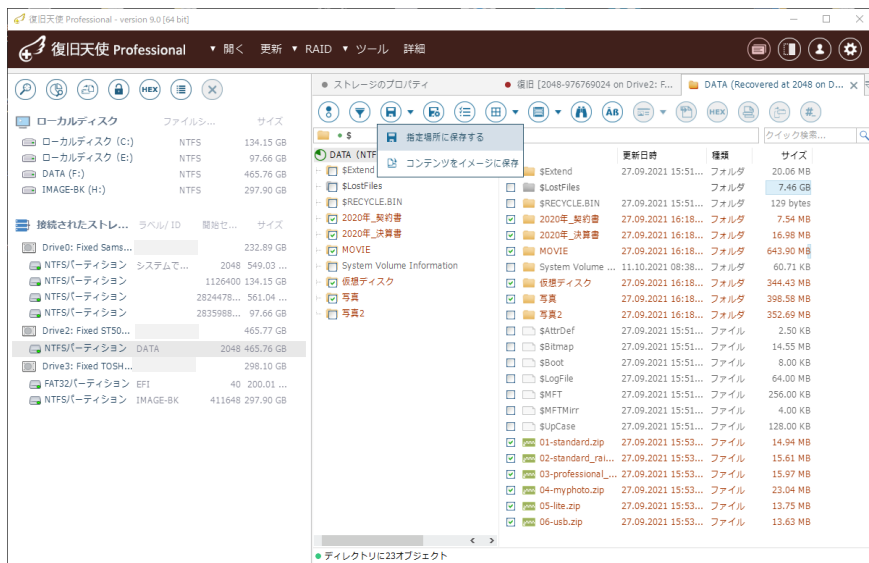 復旧天使 Professional - version 9.0 [64 bit]
復旧天使 Professional ▼ 開く 更新 ▼ RAID ▼ ツール 詳細
HEX
ローカルディスク ファイルシ... サイズ
ローカルディスク (C:) NTFS 134.15 GB
ローカルディスク (E:) NTFS 97.66 GB
DATA (F:) NTFS 465.76 GB
IMAGE-BK (H:) NTFS 297.90 GB
接続されたストレ... ラベル/ ID 開始セ... サイズ
Drive0: Fixed Sams... 232.89 GB
NTFSパーティション システムで... 2048 549.03 ...
NTFSパーティション 1126400 134.15 GB
NTFSパーティション 2824478... 561.04 ...
NTFSパーティション 2835988... 97.66 GB
Drive2: Fixed ST50... 465.77 GB
NTFSパーティション DATA 2048 465.76 GB
Drive3: Fixed TOSH... 298.10 GB
FAT32パーティション EFI 40 200.01 ...
NTFSパーティション IMAGE-BK 411648 297.90 GB
ストレージのプロパティ 復旧 [2048-976769024 on Drive2: F... DATA (Recovered at 2048 on D...
ÂB HEX #
$ クイック検索...
指定場所に保存する
コンテンツをイメージに保存
DATA (NTF
$Extend
$LostFiles
$RECYCLE.BIN
2020年_契約書
2020年_決算書
MOVIE
System Volume Information
仮想ディスク
写真
写真2
更新日時 種類 サイズ
$Extend 27.09.2021 15:51... フォルダ 20.06 MB
$LostFiles フォルダ 7.46 GB
$RECYCLE.BIN 27.09.2021 15:51... フォルダ 129 bytes
2020年_契約書 27.09.2021 16:18... フォルダ 7.54 MB
2020年_決算書 27.09.2021 16:18... フォルダ 16.98 MB
MOVIE 27.09.2021 16:18... フォルダ 643.90 MB
System Volume ... 11.10.2021 08:38... フォルダ 60.71 KB
仮想ディスク 27.09.2021 16:18... フォルダ 344.43 MB
写真 27.09.2021 16:18... フォルダ 398.58 MB
写真2 27.09.2021 16:18... フォルダ 352.69 MB
$AttrDef 27.09.2021 15:51... ファイル 2.50 KB
$Bitmap 27.09.2021 15:51... ファイル 14.55 MB
$Boot 27.09.2021 15:51... ファイル 8.00 KB
$LogFile 27.09.2021 15:51... ファイル 64.00 MB
$MFT 27.09.2021 15:51... ファイル 256.00 KB
$MFTMirr 27.09.2021 15:51... ファイル 4.00 KB
$UpCase 27.09.2021 15:51... ファイル 128.00 KB
01-standard.zip 27.09.2021 15:53... ファイル 14.94 MB
02-standard_rai... 27.09.2021 15:53... ファイル 15.61 MB
03-professional_... 27.09.2021 15:53... ファイル 15.97 MB
04-myphoto.zip 27.09.2021 15:53... ファイル 23.04 MB
05-lite.zip 27.09.2021 15:53... ファイル 13.75 MB
06-usb.zip 27.09.2021 15:53... ファイル 13.63 MB
ディレクトリに23オブジェクト